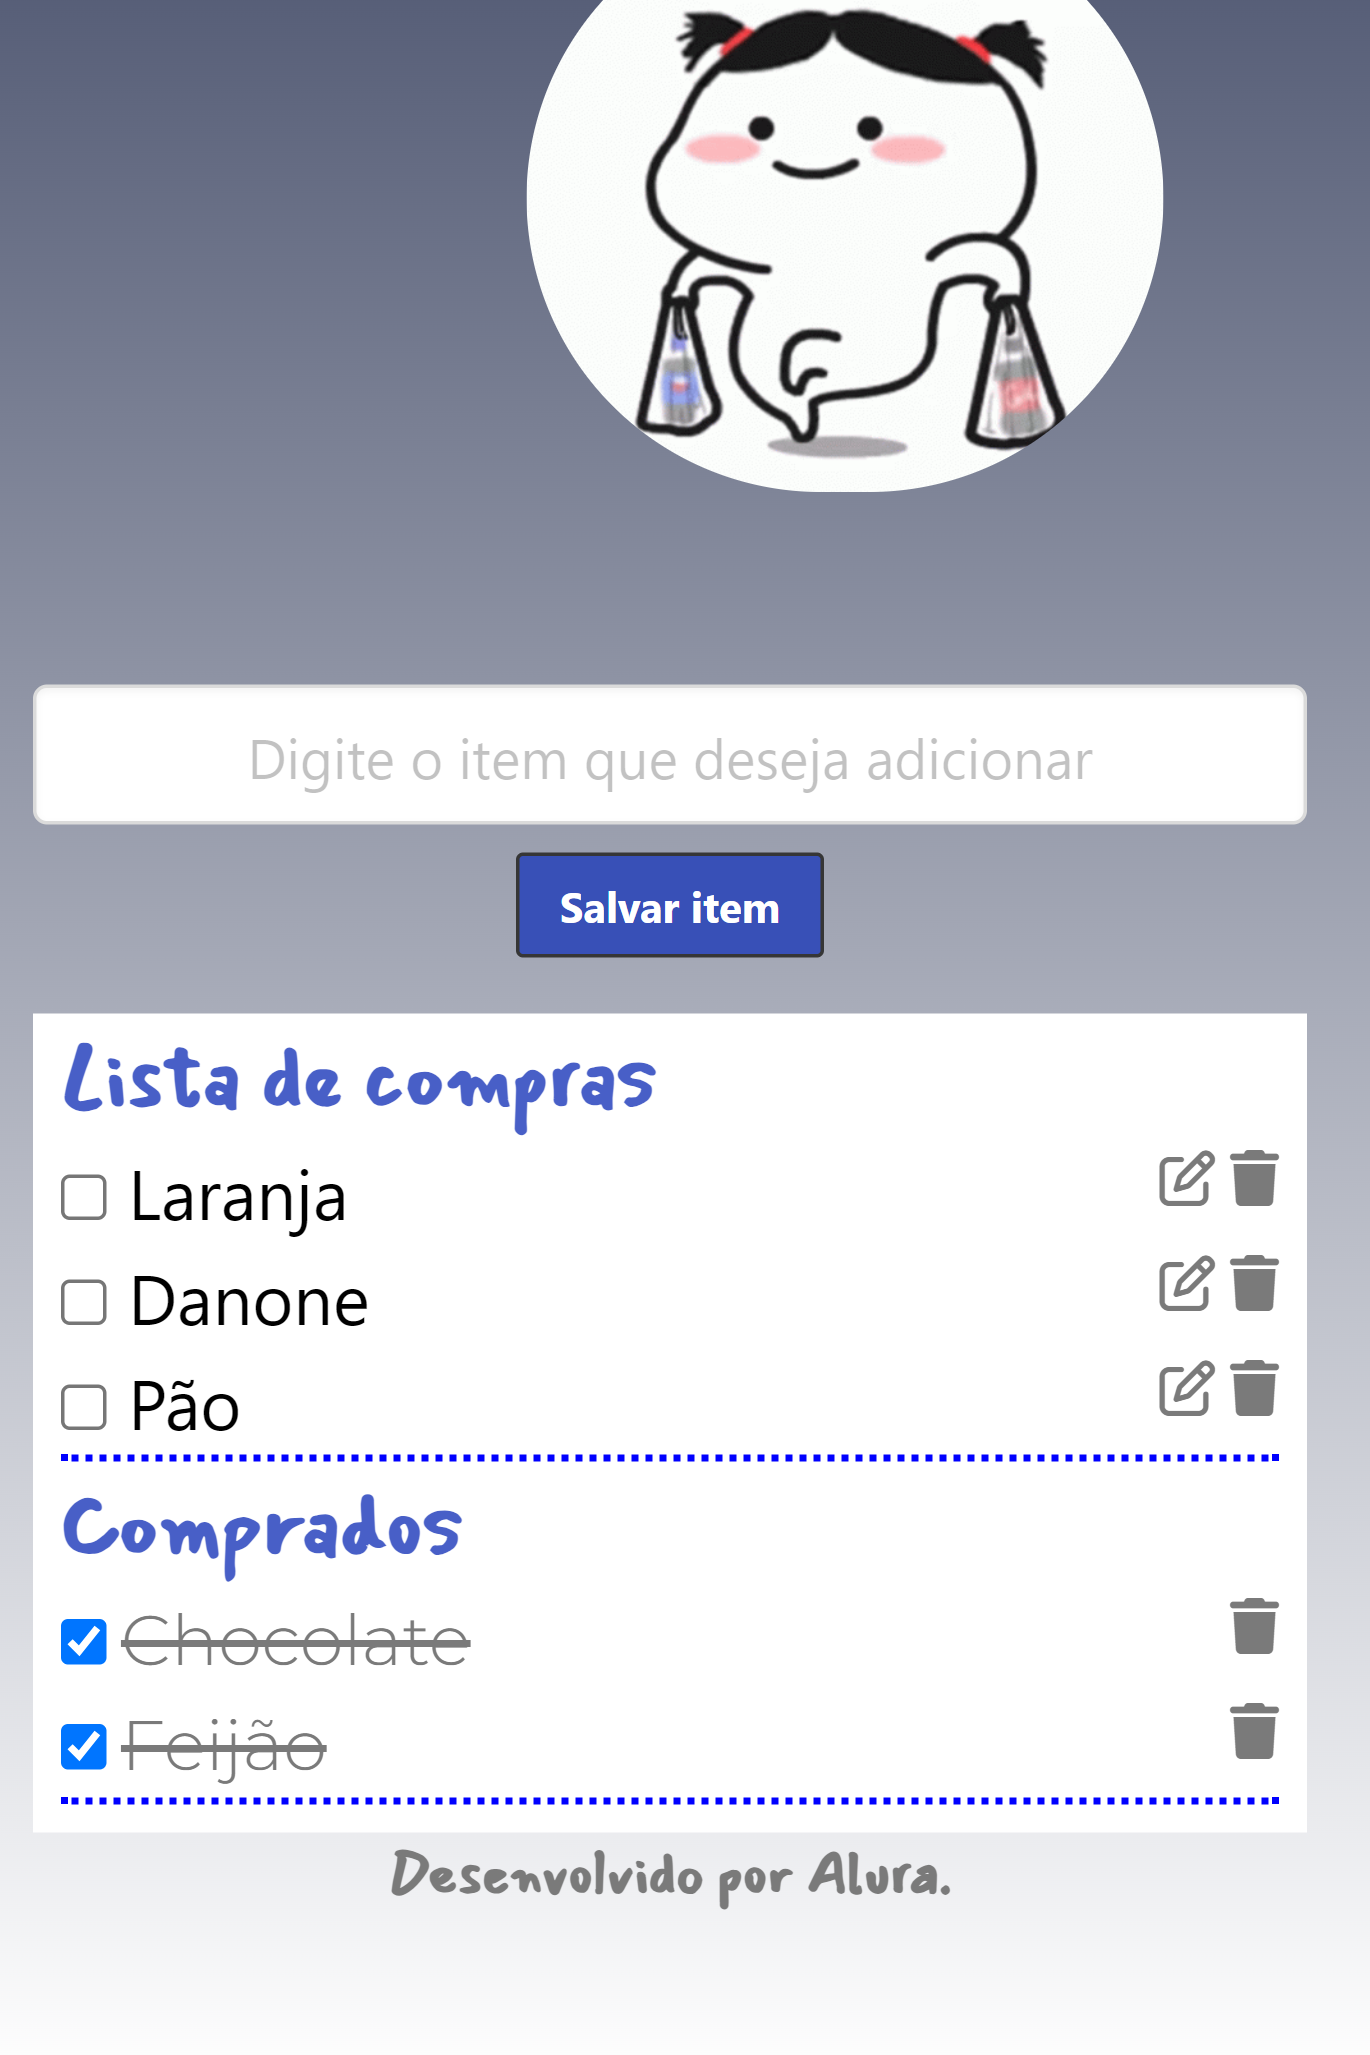 Digite o item que deseja adicionar
Salvar item
Lista de compras
Laranja
Danone
Pão
Comprados
Chocolate
Feijão
Desenvolvido por Alura.